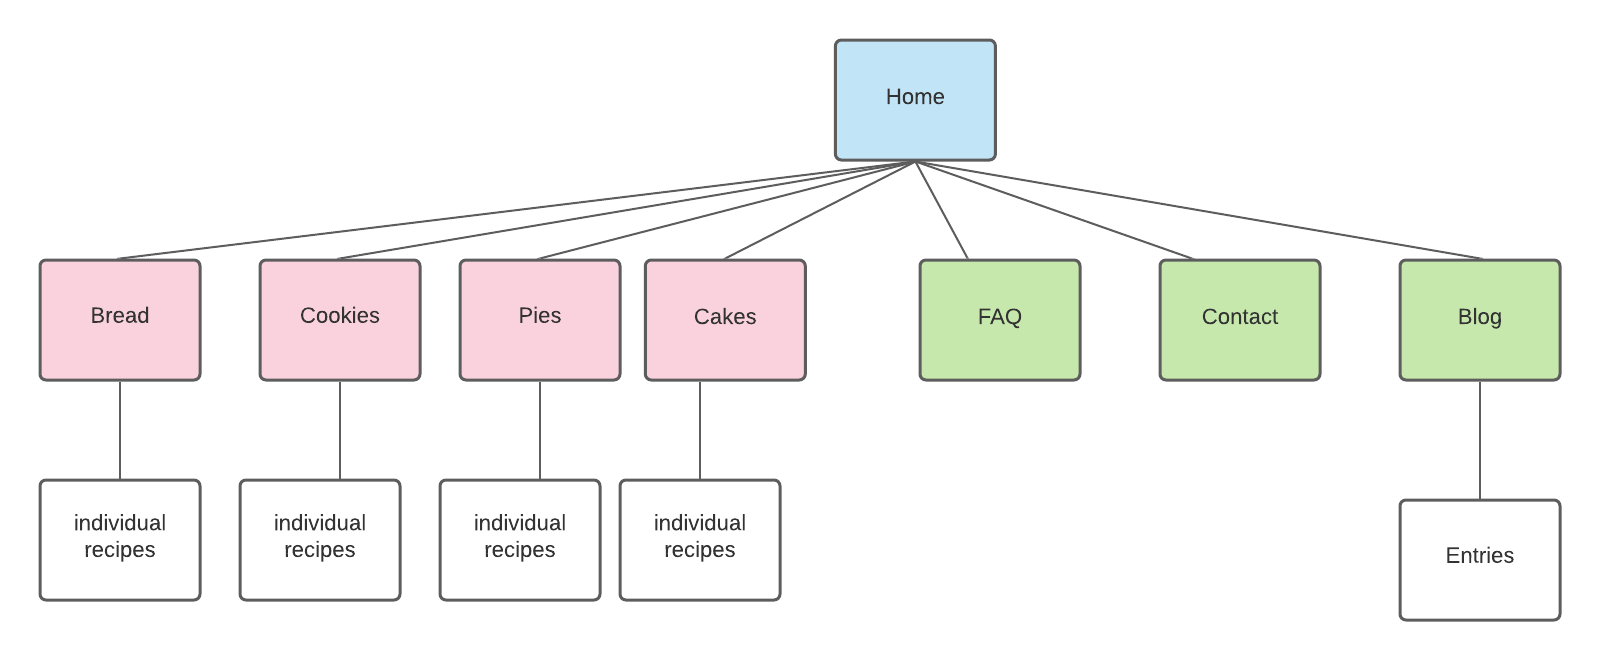 Home
Bread
Cookies
Pies
Cakes
FAQ
Contact
Blog
individual
recipes
individual
recipes
individual
recipes
individual
recipes
Entries